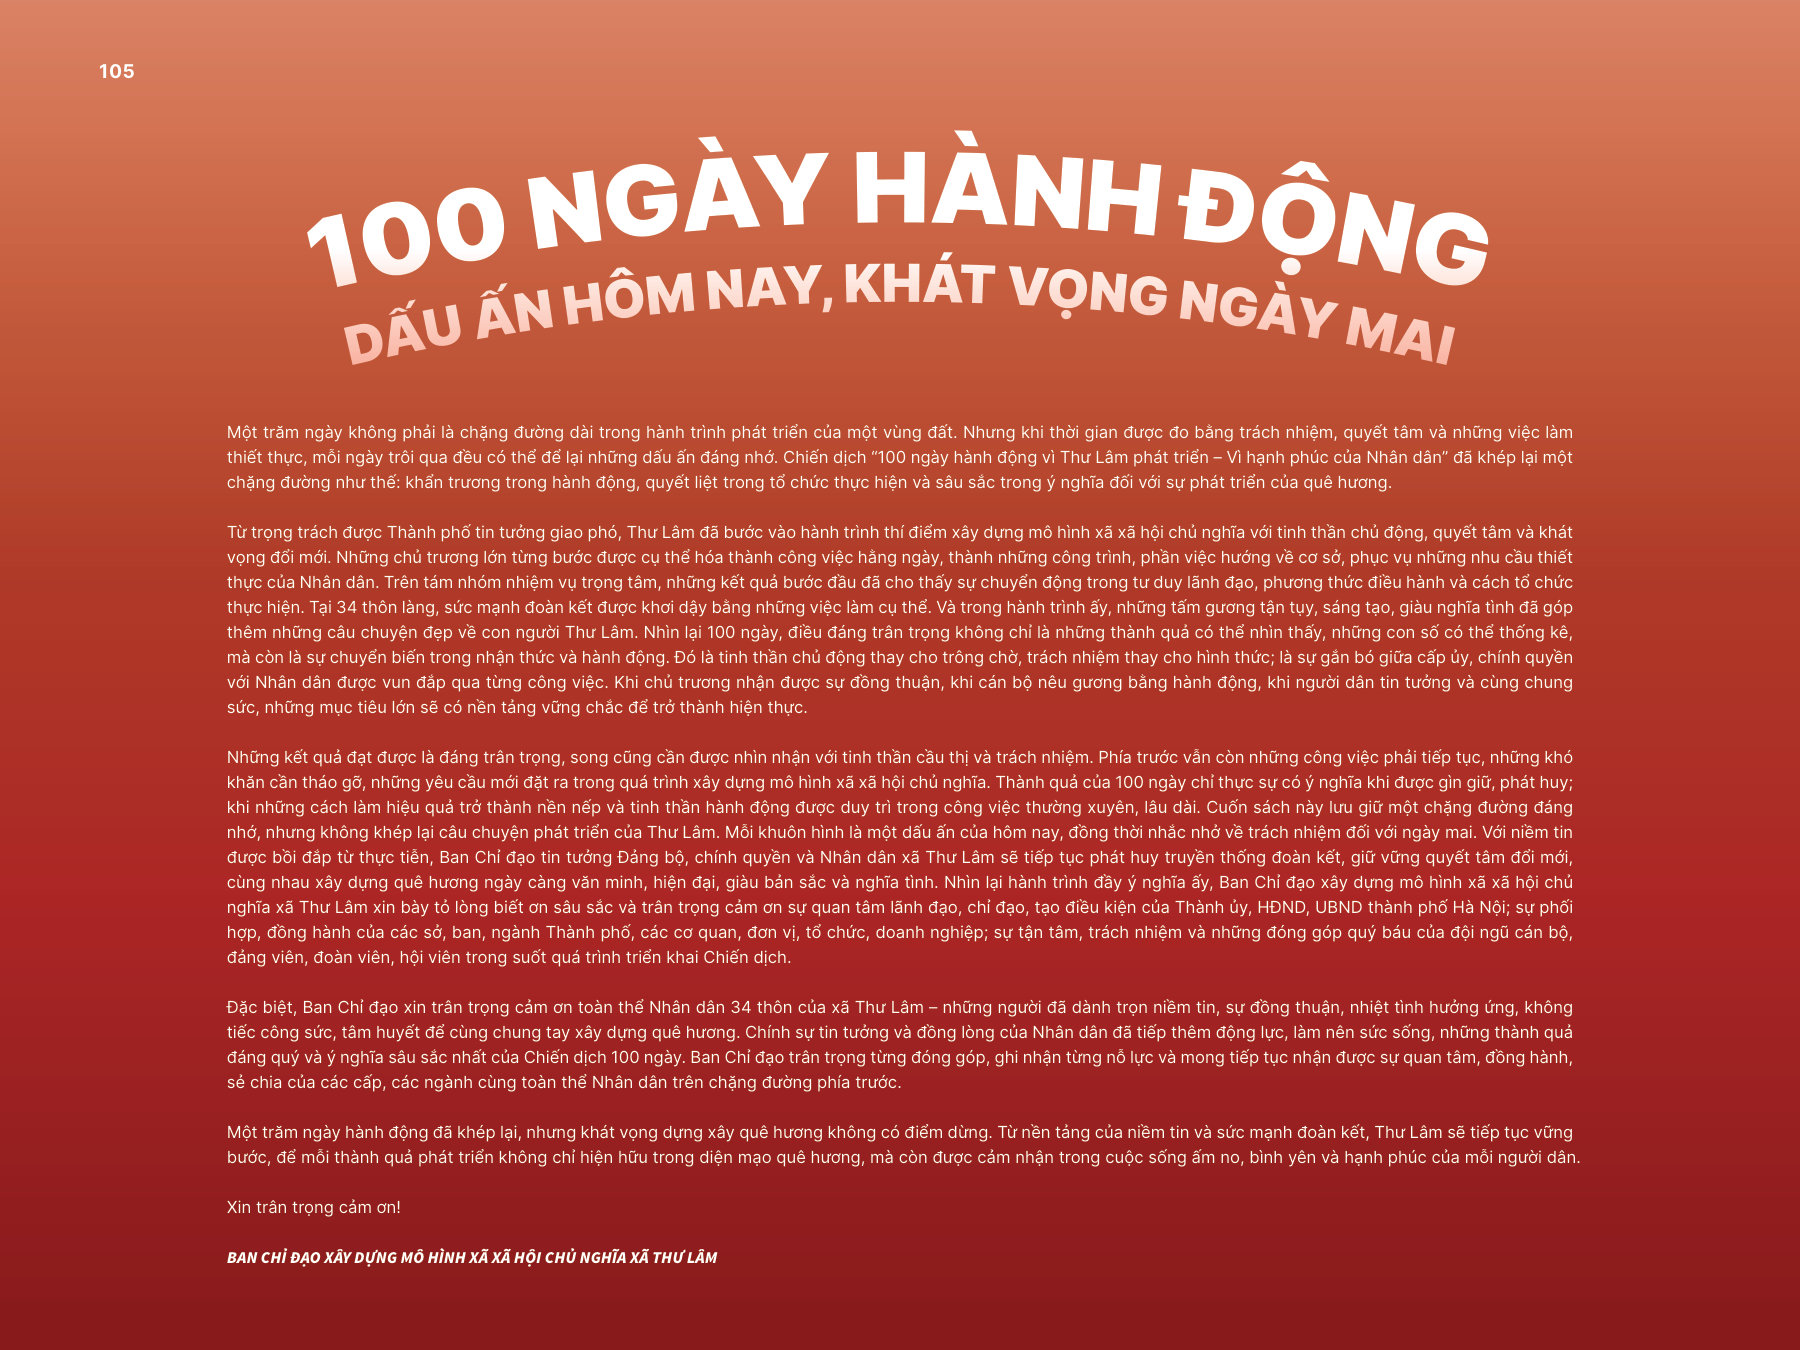 105
100 NGÀY HÀNH ĐỘNG
DẤU ẤN HÔM NAY, KHÁT VỌNG NGÀY MAI
Một trăm ngày không phải là chặng đường dài trong hành trình phát triển của một vùng đất. Nhưng khi thời gian được đo bằng trách nhiệm, quyết tâm và những việc làm
thiết thực, mỗi ngày trôi qua đều có thể để lại những dấu ấn đáng nhớ. Chiến dịch “100 ngày hành động vì Thư Lâm phát triển – Vì hạnh phúc của Nhân dân” đã khép lại một
chặng đường như thế: khẩn trương trong hành động, quyết liệt trong tổ chức thực hiện và sâu sắc trong ý nghĩa đối với sự phát triển của quê hương.
Từ trọng trách được Thành phố tin tưởng giao phó, Thư Lâm đã bước vào hành trình thí điểm xây dựng mô hình xã xã hội chủ nghĩa với tinh thần chủ động, quyết tâm và khát
vọng đổi mới. Những chủ trương lớn từng bước được cụ thể hóa thành công việc hằng ngày, thành những công trình, phần việc hướng về cơ sở, phục vụ những nhu cầu thiết
thực của Nhân dân. Trên tám nhóm nhiệm vụ trọng tâm, những kết quả bước đầu đã cho thấy sự chuyển động trong tư duy lãnh đạo, phương thức điều hành và cách tổ chức
thực hiện. Tại 34 thôn làng, sức mạnh đoàn kết được khơi dậy bằng những việc làm cụ thể. Và trong hành trình ấy, những tấm gương tận tụy, sáng tạo, giàu nghĩa tình đã góp
thêm những câu chuyện đẹp về con người Thư Lâm. Nhìn lại 100 ngày, điều đáng trân trọng không chỉ là những thành quả có thể nhìn thấy, những con số có thể thống kê,
mà còn là sự chuyển biến trong nhận thức và hành động. Đó là tinh thần chủ động thay cho trông chờ, trách nhiệm thay cho hình thức; là sự gắn bó giữa cấp ủy, chính quyền
với Nhân dân được vun đắp qua từng công việc. Khi chủ trương nhận được sự đồng thuận, khi cán bộ nêu gương bằng hành động, khi người dân tin tưởng và cùng chung
sức, những mục tiêu lớn sẽ có nền tảng vững chắc để trở thành hiện thực.
Những kết quả đạt được là đáng trân trọng, song cũng cần được nhìn nhận với tinh thần cầu thị và trách nhiệm. Phía trước vẫn còn những công việc phải tiếp tục, những khó
khăn cần tháo gỡ, những yêu cầu mới đặt ra trong quá trình xây dựng mô hình xã xã hội chủ nghĩa. Thành quả của 100 ngày chỉ thực sự có ý nghĩa khi được gìn giữ, phát huy;
khi những cách làm hiệu quả trở thành nền nếp và tinh thần hành động được duy trì trong công việc thường xuyên, lâu dài. Cuốn sách này lưu giữ một chặng đường đáng
nhớ, nhưng không khép lại câu chuyện phát triển của Thư Lâm. Mỗi khuôn hình là một dấu ấn của hôm nay, đồng thời nhắc nhở về trách nhiệm đối với ngày mai. Với niềm tin
được bồi đắp từ thực tiễn, Ban Chỉ đạo tin tưởng Đảng bộ, chính quyền và Nhân dân xã Thư Lâm sẽ tiếp tục phát huy truyền thống đoàn kết, giữ vững quyết tâm đổi mới,
cùng nhau xây dựng quê hương ngày càng văn minh, hiện đại, giàu bản sắc và nghĩa tình. Nhìn lại hành trình đầy ý nghĩa ấy, Ban Chỉ đạo xây dựng mô hình xã xã hội chủ
nghĩa xã Thư Lâm xin bày tỏ lòng biết ơn sâu sắc và trân trọng cảm ơn sự quan tâm lãnh đạo, chỉ đạo, tạo điều kiện của Thành ủy, HĐND, UBND thành phố Hà Nội; sự phối
hợp, đồng hành của các sở, ban, ngành Thành phố, các cơ quan, đơn vị, tổ chức, doanh nghiệp; sự tận tâm, trách nhiệm và những đóng góp quý báu của đội ngũ cán bộ,
đảng viên, đoàn viên, hội viên trong suốt quá trình triển khai Chiến dịch.
Đặc biệt, Ban Chỉ đạo xin trân trọng cảm ơn toàn thể Nhân dân 34 thôn của xã Thư Lâm – những người đã dành trọn niềm tin, sự đồng thuận, nhiệt tình hưởng ứng, không
tiếc công sức, tâm huyết để cùng chung tay xây dựng quê hương. Chính sự tin tưởng và đồng lòng của Nhân dân đã tiếp thêm động lực, làm nên sức sống, những thành quả
đáng quý và ý nghĩa sâu sắc nhất của Chiến dịch 100 ngày. Ban Chỉ đạo trân trọng từng đóng góp, ghi nhận từng nỗ lực và mong tiếp tục nhận được sự quan tâm, đồng hành,
sẻ chia của các cấp, các ngành cùng toàn thể Nhân dân trên chặng đường phía trước.
Một trăm ngày hành động đã khép lại, nhưng khát vọng dựng xây quê hương không có điểm dừng. Từ nền tảng của niềm tin và sức mạnh đoàn kết, Thư Lâm sẽ tiếp tục vững
bước, để mỗi thành quả phát triển không chỉ hiện hữu trong diện mạo quê hương, mà còn được cảm nhận trong cuộc sống ấm no, bình yên và hạnh phúc của mỗi người dân.
Xin trân trọng cảm ơn!
BAN CHỈ ĐẠO XÂY DỰNG MÔ HÌNH XÃ XÃ HỘI CHỦ NGHĨA XÃ THƯ LÂM